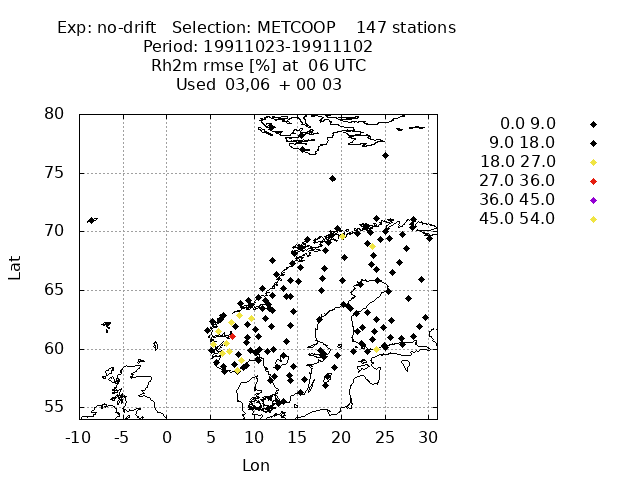 Exp: no-drift Selection: METCOOP 147 stations
Period: 19911023-19911102
Rh2m rmse [%] at 06 UTC
Used 03,06 + 00 03
80
75
70
65
60
55
Lat
-10 -5 0 5 10 15 20 25 30
Lon
0.0 9.0
9.0 18.0
18.0 27.0
27.0 36.0
36.0 45.0
45.0 54.0